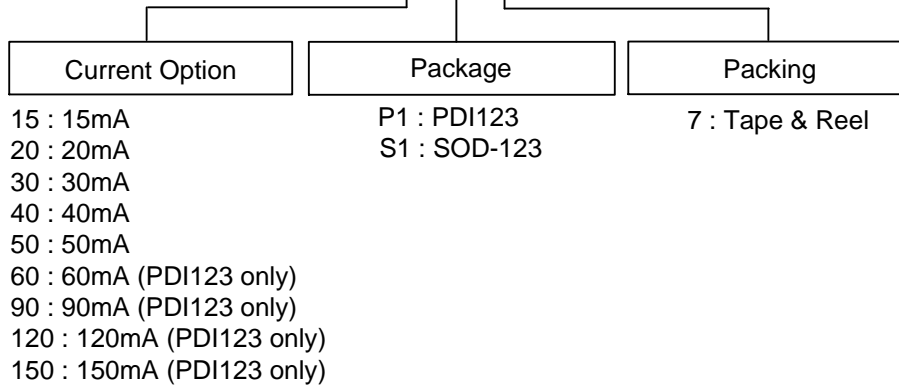 Current Option
15 : 15mA
20 : 20mA
30 : 30mA
40 : 40mA
50 : 50mA
60 : 60mA (PDI123 only)
90 : 90mA (PDI123 only)
120 : 120mA (PDI123 only)
150 : 150mA (PDI123 only)
Package
P1 : PDI123
S1 : SOD-123
Packing
7 : Tape & Reel